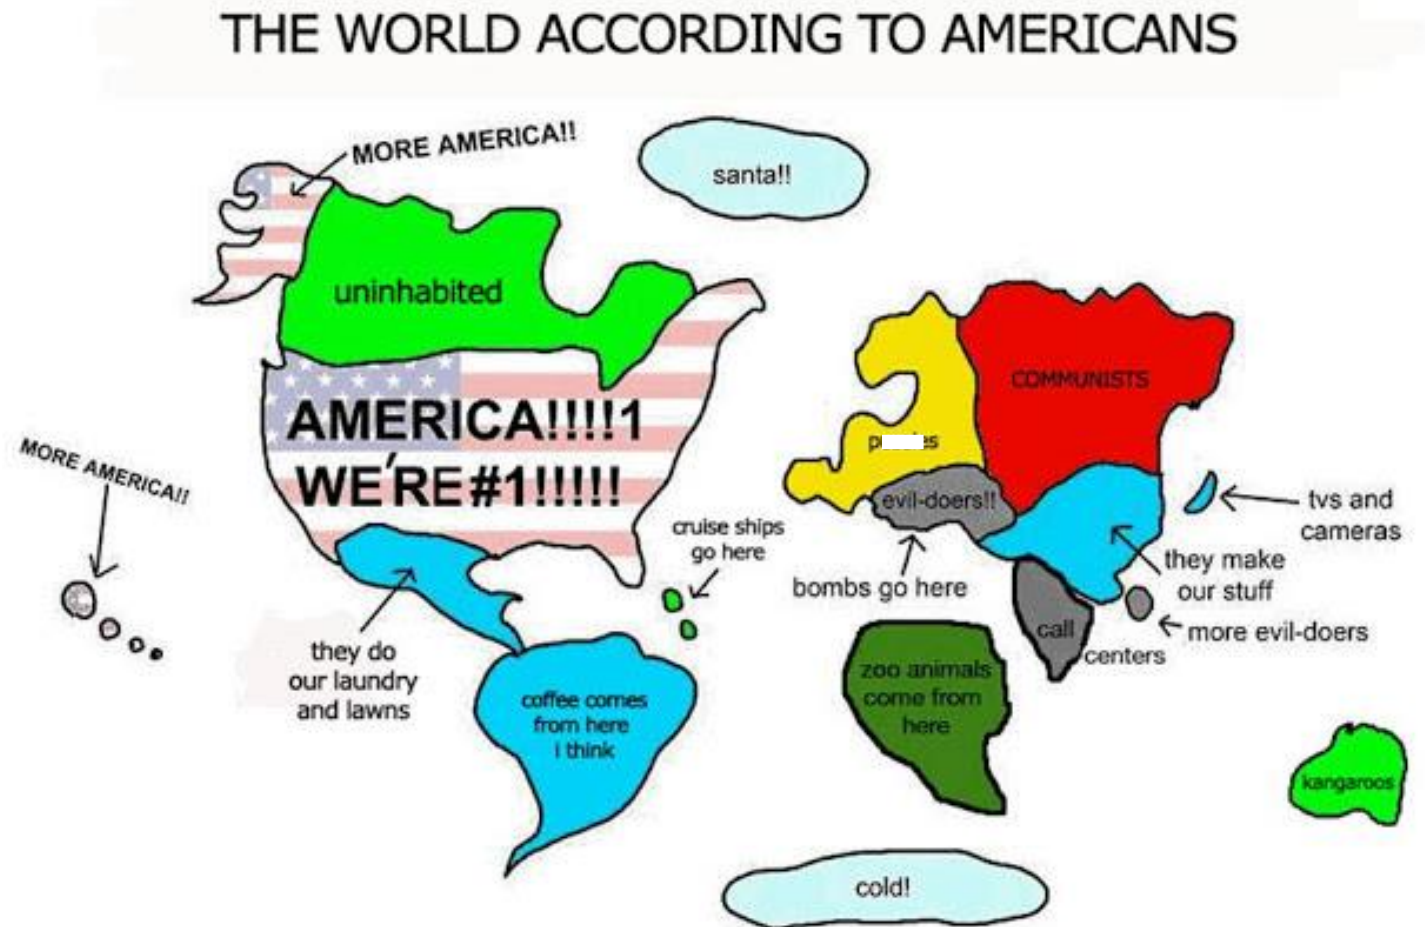 THE WORLD ACCORDING TO AMERICANS
MORE AMERICA!!
santa!!
uninhabited
COMMUNISTS
AMERICA!!!!1
WE'RE #1!!!!!
MORE AMERICA!!
evil-doers!!
tvs and
cameras
cruise ships
go here
bombs go here
they make
our stuff
more evil-doers
call
centers
they do
our laundry
and lawns
coffee comes
from here
i think
zoo animals
come from
here
kangaroos
cold!